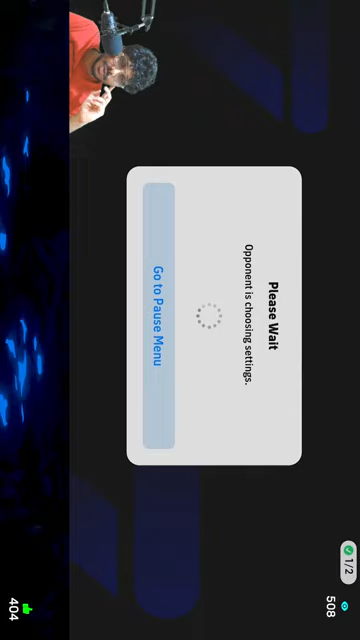 Please Wait
Opponent is choosing settings.
Go to Pause Menu
1/2
508
404